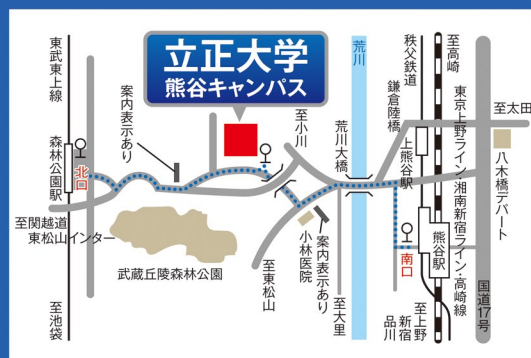 立正大学
熊谷キャンパス
東武東上線
森林公園駅
北口
案内表示あり
至小川
荒川
荒川大橋
鎌倉陸橋
秩父鉄道
上熊谷駅
至高崎
東京上野ライン・湘南新宿ライン・高崎線
至太田
八木橋デパート
熊谷駅
南口
国道17号
至関越道
東松山インター
武蔵丘陵森林公園
小林医院
案内表示あり
至東松山
至大里
至池袋
至上野
新宿
品川